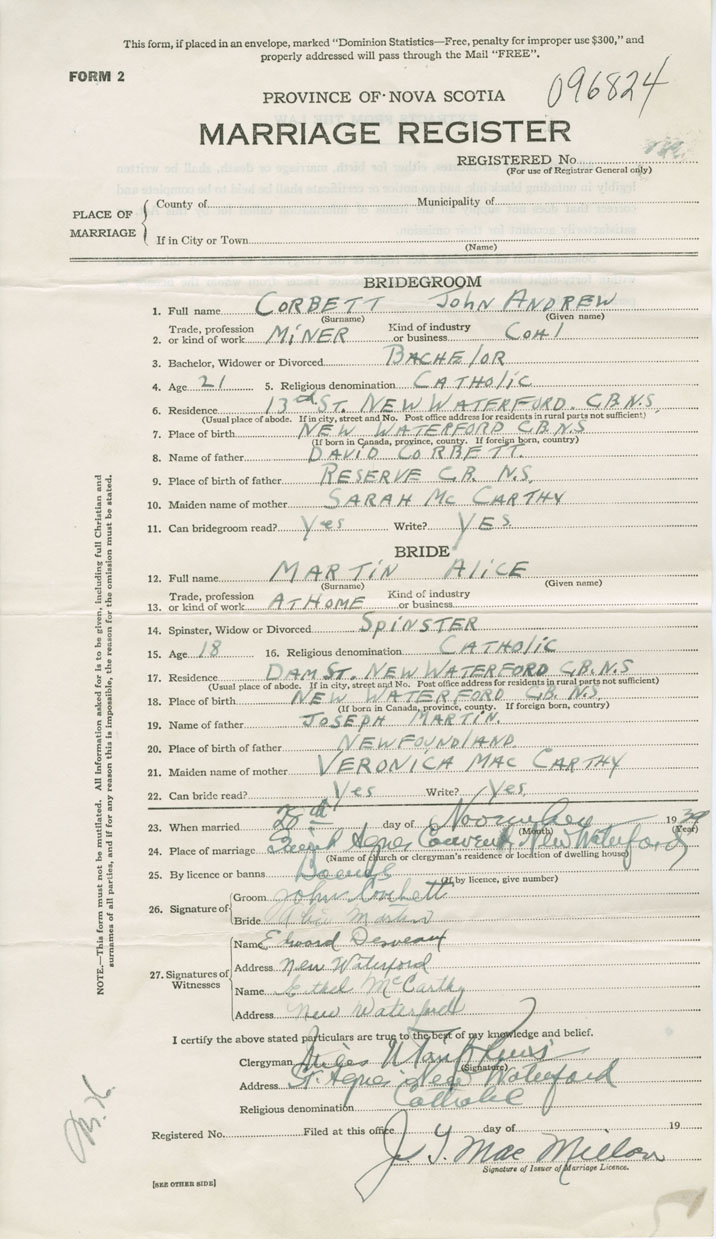 This form, if placed in an envelope, marked "Dominion Statistics—Free, penalty for improper use $300," and
properly addressed will pass through the Mail "FREE".
FORM 2
096824
PROVINCE OF NOVA SCOTIA
MARRIAGE REGISTER
REGISTERED No.
(For use of Registrar General only)
PLACE OF MARRIAGE
County of Municipality of
If in City or Town
(Name)
BRIDEGROOM
1. Full name CORBETT JOHN ANDREW
(Surname) (Given name)
2. Trade, profession or kind of work MINER Kind of industry or business COAl
3. Bachelor, Widower or Divorced BACHElOR
4. Age 21 5. Religious denomination CATHOlIC
6. Residence 13th ST. NEW WATERFORD. C.B. N.S.
(Usual place of abode. If in city, street and No. Post office address for residents in rural parts not sufficient)
7. Place of birth NEW WATERFORD C.B. N.S.
(If born in Canada, province, county. If foreign born, country)
8. Name of father DAVID CORBETT.
9. Place of birth of father RESERVE C.B. N.S.
10. Maiden name of mother SARAH Mc CARTHY
11. Can bridegroom read? Yes Write? YES
BRIDE
12. Full name MARTIN AlICE
(Surname) (Given name)
13. Trade, profession or kind of work AT HOME Kind of industry or business
14. Spinster, Widow or Divorced SPINSTER
15. Age 18 16. Religious denomination CATHOlIC
17. Residence DAM ST. NEW WATERFORD C.B. N.S
(Usual place of abode. If in city, street and No. Post office address for residents in rural parts not sufficient)
18. Place of birth NEW WATERFORD C.B. N.S.
(If born in Canada, province, county. If foreign born, country)
19. Name of father JOSEPH MARTIN.
20. Place of birth of father NEWFOUNDlAND.
21. Maiden name of mother VERONICA MAC CARTHY
22. Can bride read? Yes Write? Yes
23. When married day of November 1939
(Month) (Year)
24. Place of marriage Saint Agnes Convent New Waterford
(Name of church or clergyman's residence or location of dwelling house)
25. By licence or banns
(If by licence, give number)
26. Signature of
Groom John Corbett
Bride Alice Martin
27. Signatures of Witnesses
Name Edward Desveaux
Address New Waterford
Name Ethel McCarthy
Address New Waterford
I certify the above stated particulars are true to the best of my knowledge and belief.
Clergyman
(Signature)
Address St. Agnes New Waterford
Religious denomination Catholic
Registered No. Filed at this office day of 19
J. Y. Mac Millan
Signature of Issuer of Marriage Licence.
[SEE OTHER SIDE]
NOTE.—This form must not be mutilated. All information asked for is to be given, including full Christian and
surnames of all parties, and if for any reason this is impossible, the reason for the omission must be stated.